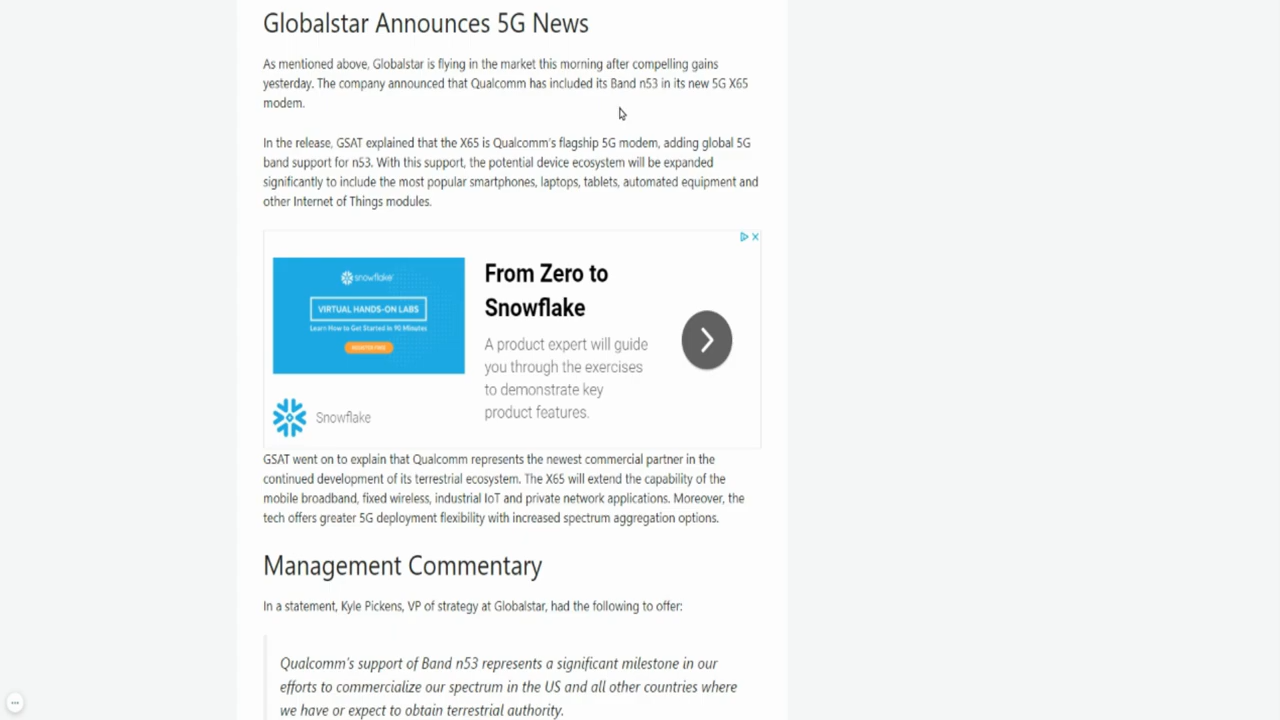 Globalstar Announces 5G News
As mentioned above, Globalstar is flying in the market this morning after compelling gains
yesterday. The company announced that Qualcomm has included its Band n53 in its new 5G X65
modem.
In the release, GSAT explained that the X65 is Qualcomm's flagship 5G modem, adding global 5G
band support for n53. With this support, the potential device ecosystem will be expanded
significantly to include the most popular smartphones, laptops, tablets, automated equipment and
other Internet of Things modules.
snowflake
VIRTUAL HANDS-ON LABS
Learn How to Get Started in 90 Minutes
REGISTER FREE
Snowflake
From Zero to
Snowflake
A product expert will guide
you through the exercises
to demonstrate key
product features.
GSAT went on to explain that Qualcomm represents the newest commercial partner in the
continued development of its terrestrial ecosystem. The X65 will extend the capability of the
mobile broadband, fixed wireless, industrial IoT and private network applications. Moreover, the
tech offers greater 5G deployment flexibility with increased spectrum aggregation options.
Management Commentary
In a statement, Kyle Pickens, VP of strategy at Globalstar, had the following to offer:
Qualcomm's support of Band n53 represents a significant milestone in our
efforts to commercialize our spectrum in the US and all other countries where
we have or expect to obtain terrestrial authority.